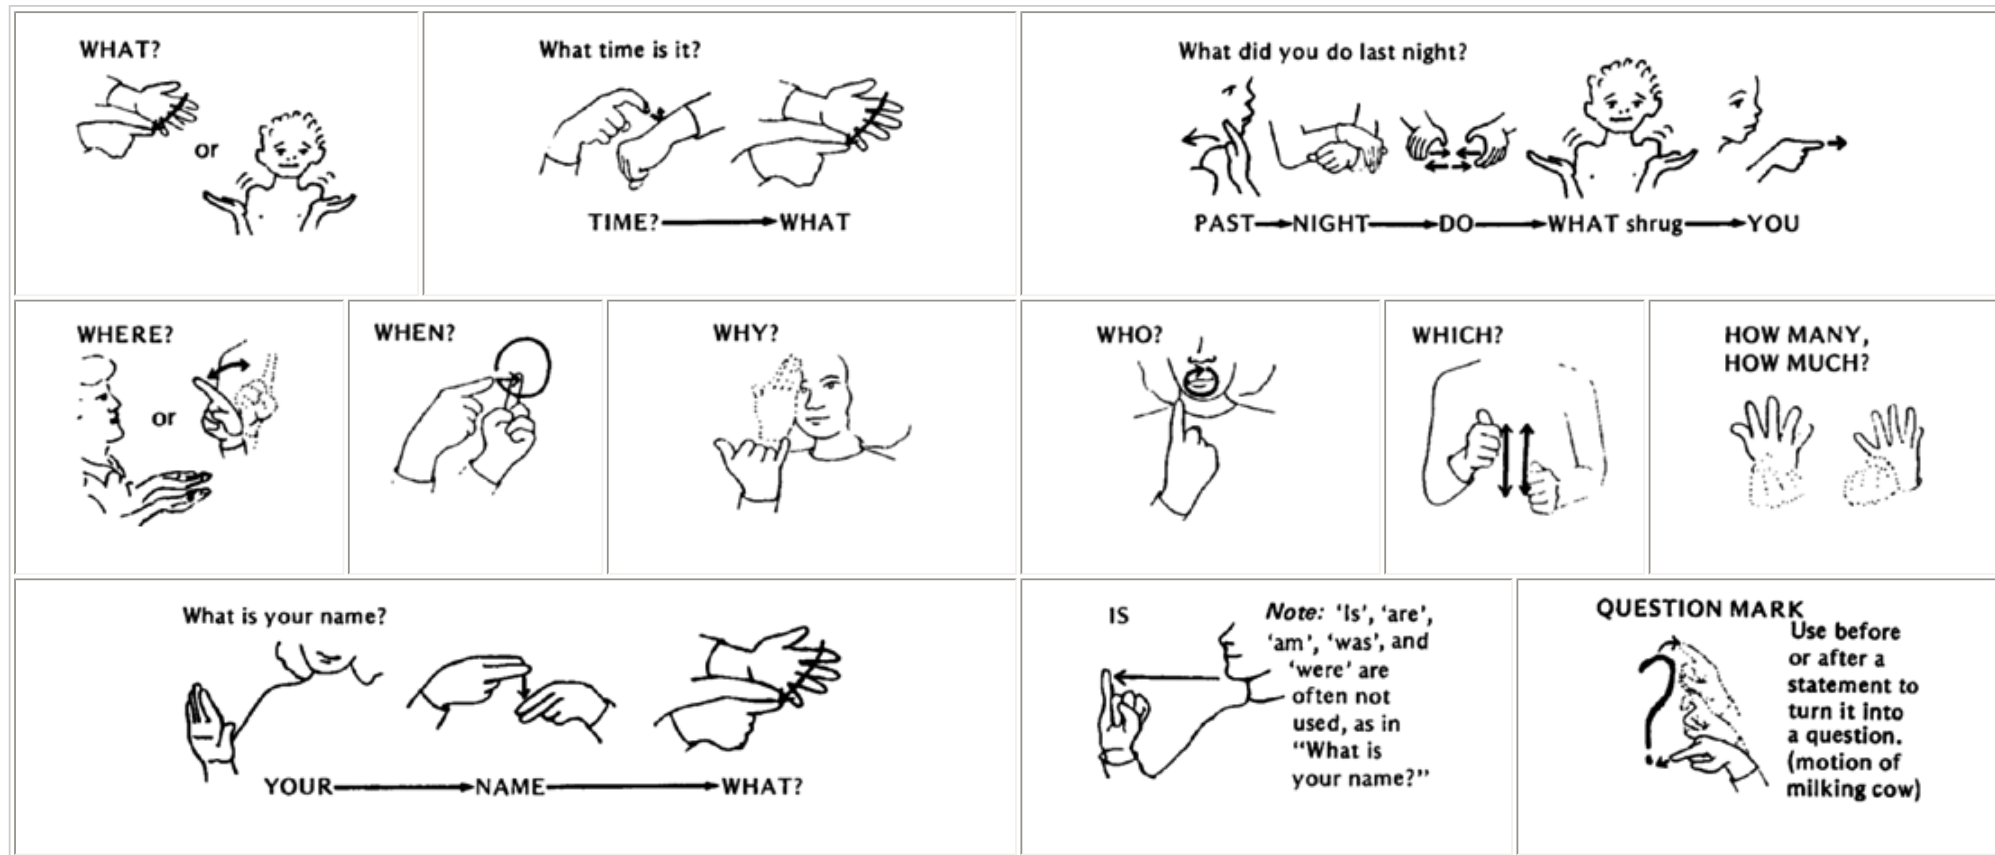 WHAT?
or
What time is it?
TIME? WHAT
What did you do last night?
PAST NIGHT DO WHAT shrug YOU
WHERE?
or
WHEN?
WHY?
WHO?
WHICH?
HOW MANY,
HOW MUCH?
What is your name?
YOUR NAME WHAT?
IS
Note: 'Is', 'are',
'am', 'was', and
'were' are
often not
used, as in
"What is
your name?"
QUESTION MARK
Use before
or after a
statement to
turn it into
a question.
(motion of
milking cow)